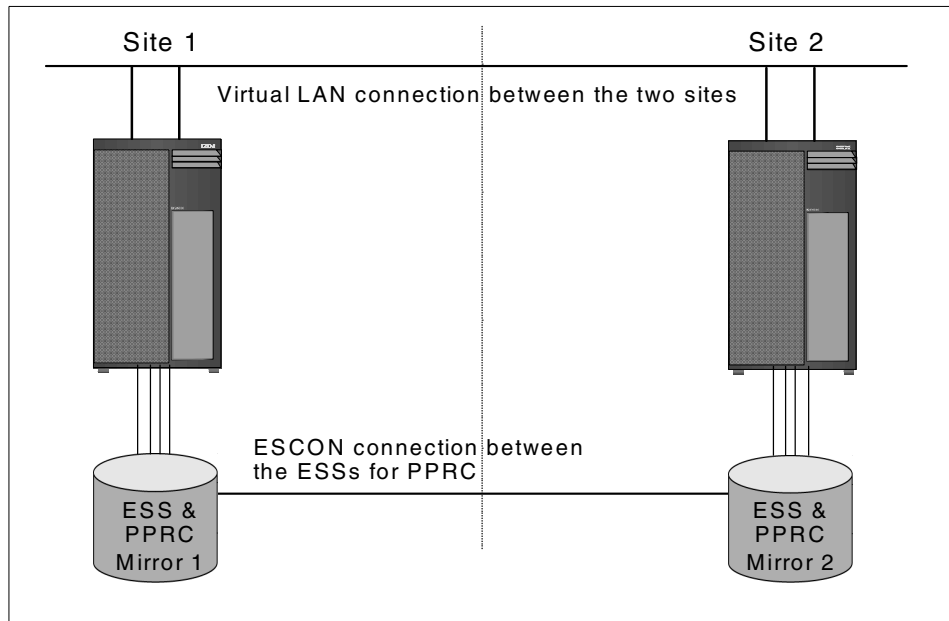 Site 1
Site 2
Virtual LAN connection between the two sites
ESCON connection between
the ESSs for PPRC
ESS &
PPRC
Mirror 1
ESS &
PPRC
Mirror 2